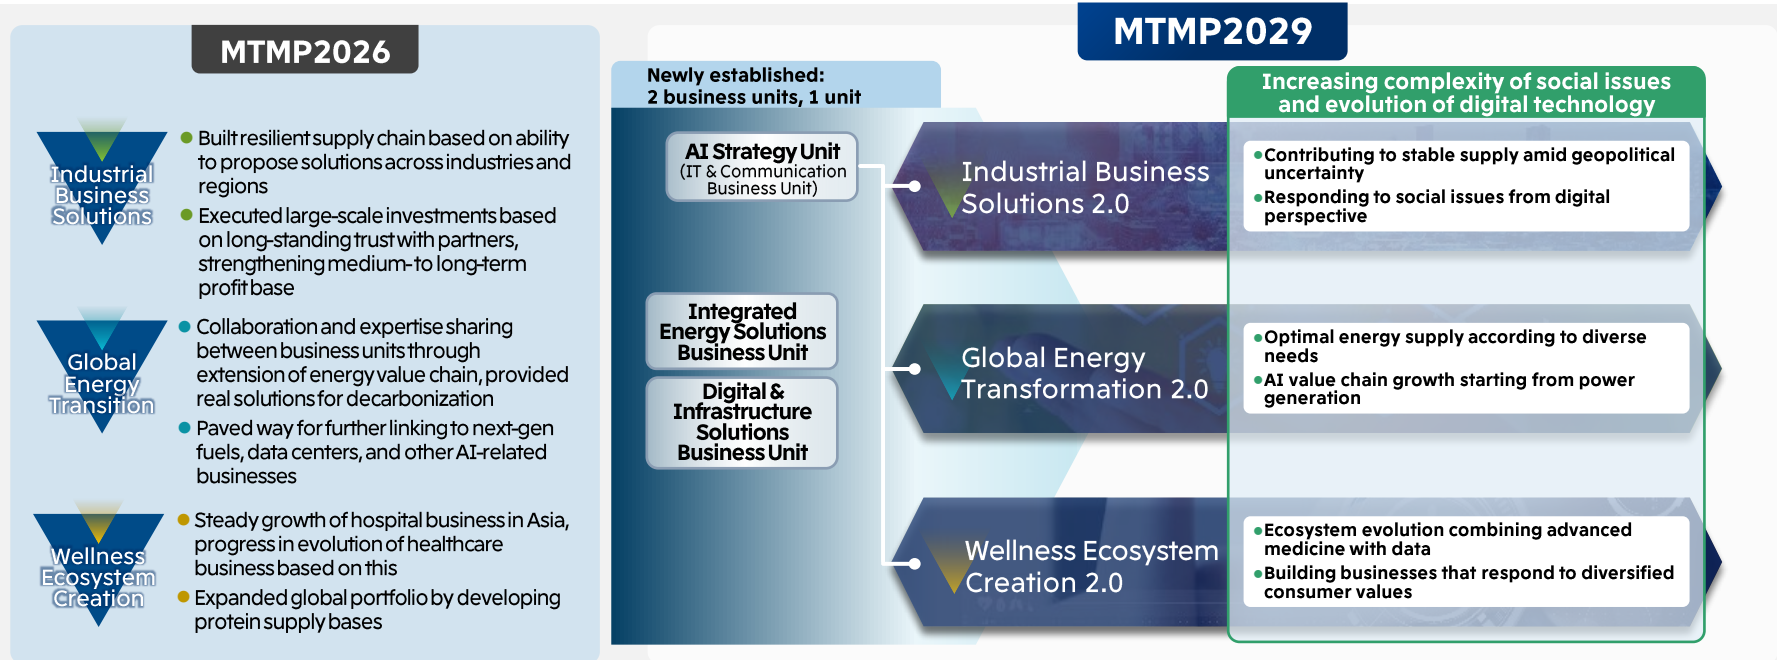 MTMP2026
Industrial
Business
Solutions
Built resilient supply chain based on ability
to propose solutions across industries and
regions
Executed large-scale investments based
on long-standing trust with partners,
strengthening medium- to long-term
profit base
Global
Energy
Transition
Collaboration and expertise sharing
between business units through
extension of energy value chain, provided
real solutions for decarbonization
Paved way for further linking to next-gen
fuels, data centers, and other AI-related
businesses
Wellness
Ecosystem
Creation
Steady growth of hospital business in Asia,
progress in evolution of healthcare
business based on this
Expanded global portfolio by developing
protein supply bases
MTMP2029
Newly established:
2 business units, 1 unit
AI Strategy Unit
(IT & Communication
Business Unit)
Integrated
Energy Solutions
Business Unit
Digital &
Infrastructure
Solutions
Business Unit
Increasing complexity of social issues
and evolution of digital technology
Industrial Business
Solutions 2.0
•Contributing to stable supply amid geopolitical
uncertainty
•Responding to social issues from digital
perspective
Global Energy
Transformation 2.0
•Optimal energy supply according to diverse
needs
•AI value chain growth starting from power
generation
Wellness Ecosystem
Creation 2.0
•Ecosystem evolution combining advanced
medicine with data
•Building businesses that respond to diversified
consumer values